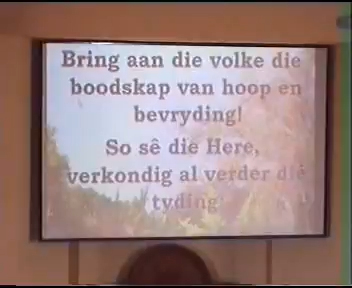 Bring aan die volke die
boodskap van hoop en
bevryding!
So sê die Here,
verkondig al verder die
tyding